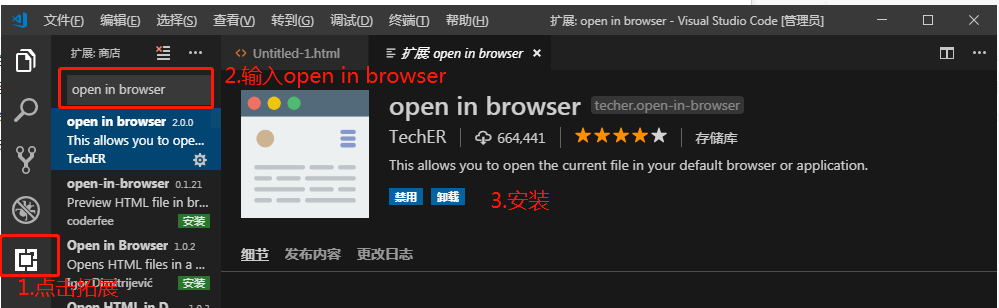 文件(F) 编辑(E) 选择(S) 查看(V) 转到(G) 调试(D) 终端(T) 帮助(H) 扩展: open in browser - Visual Studio Code [管理员]
扩展: 商店
Untitled-1.html
扩展 open in browser
2.输入open in browser
open in browser
open in browser 2.0.0
This allows you to ope...
TechER
open-in-browser 0.1.21
Preview HTML file in br...
coderfee 安装
Open in Browser 1.0.2
Opens HTML files in a ...
Igor Dimitrijević 安装
Open HTML in D... 1.0.2
1.点击拓展
open in browser techer.open-in-browser
TechER 664,441 存储库
This allows you to open the current file in your default browser or application.
禁用 卸载
3.安装
细节 发布内容 更改日志